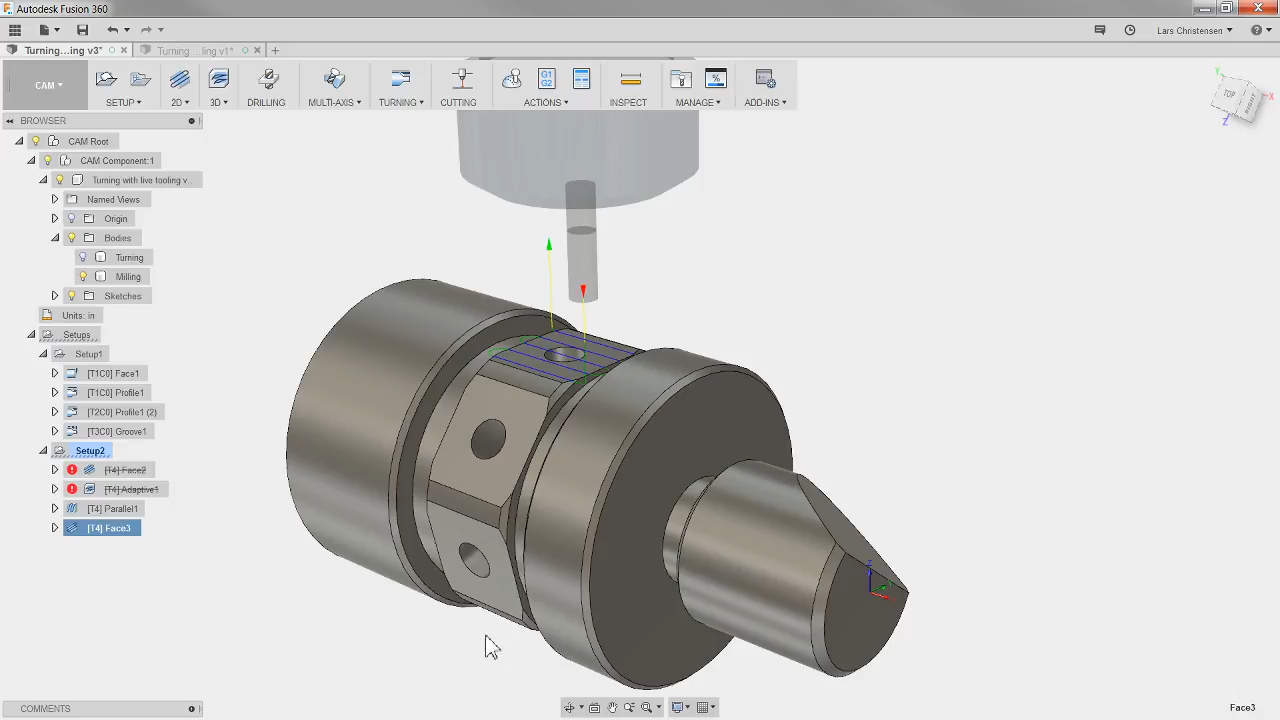 Autodesk Fusion 360
Lars Christensen
Turning...ing v3*
Turning ...ling v1*
CAM
SETUP
2D
3D
DRILLING
MULTI-AXIS
TURNING
CUTTING
G1
G2
ACTIONS
INSPECT
MANAGE
ADD-INS
TOP
X
Y
Z
BROWSER
CAM Root
CAM Component:1
Turning with live tooling v...
Named Views
Origin
Bodies
Turning
Milling
Sketches
Units: in
Setups
Setup1
[T1C0] Face1
[T1C0] Profile1
[T2C0] Profile1 (2)
[T3C0] Groove1
Setup2
[T4] Face2
[T4] Adaptive1
[T4] Parallel1
[T4] Face3
Z
COMMENTS
Face3